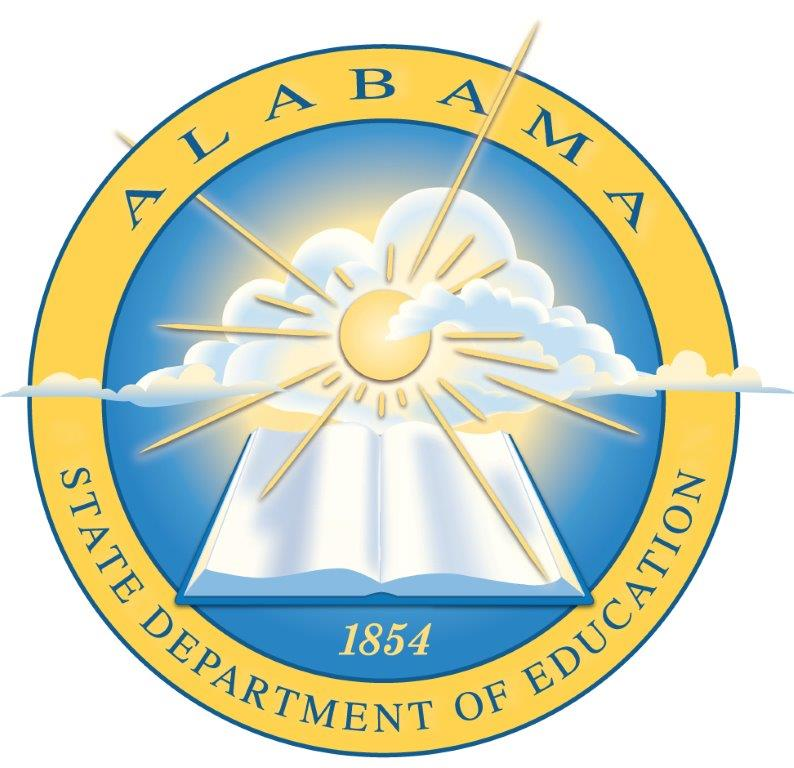 ALABAMA
STATE DEPARTMENT OF EDUCATION
1854